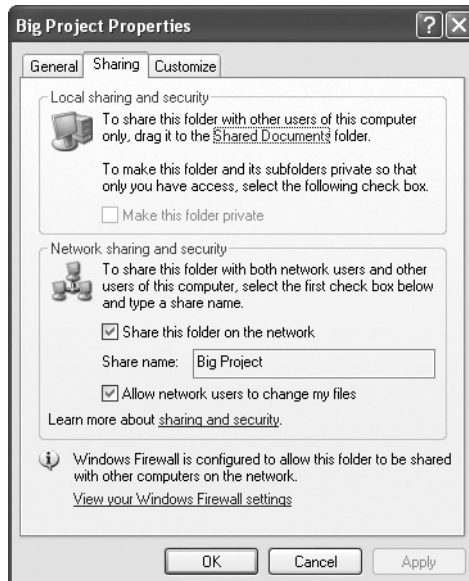 Big Project Properties
General Sharing Customize
Local sharing and security
To share this folder with other users of this computer
only, drag it to the Shared Documents folder.
To make this folder and its subfolders private so that
only you have access, select the following check box.
Make this folder private
Network sharing and security
To share this folder with both network users and other
users of this computer, select the first check box below
and type a share name.
Share this folder on the network
Share name: Big Project
Allow network users to change my files
Learn more about sharing and security.
Windows Firewall is configured to allow this folder to be shared
with other computers on the network.
View your Windows Firewall settings
OK Cancel Apply